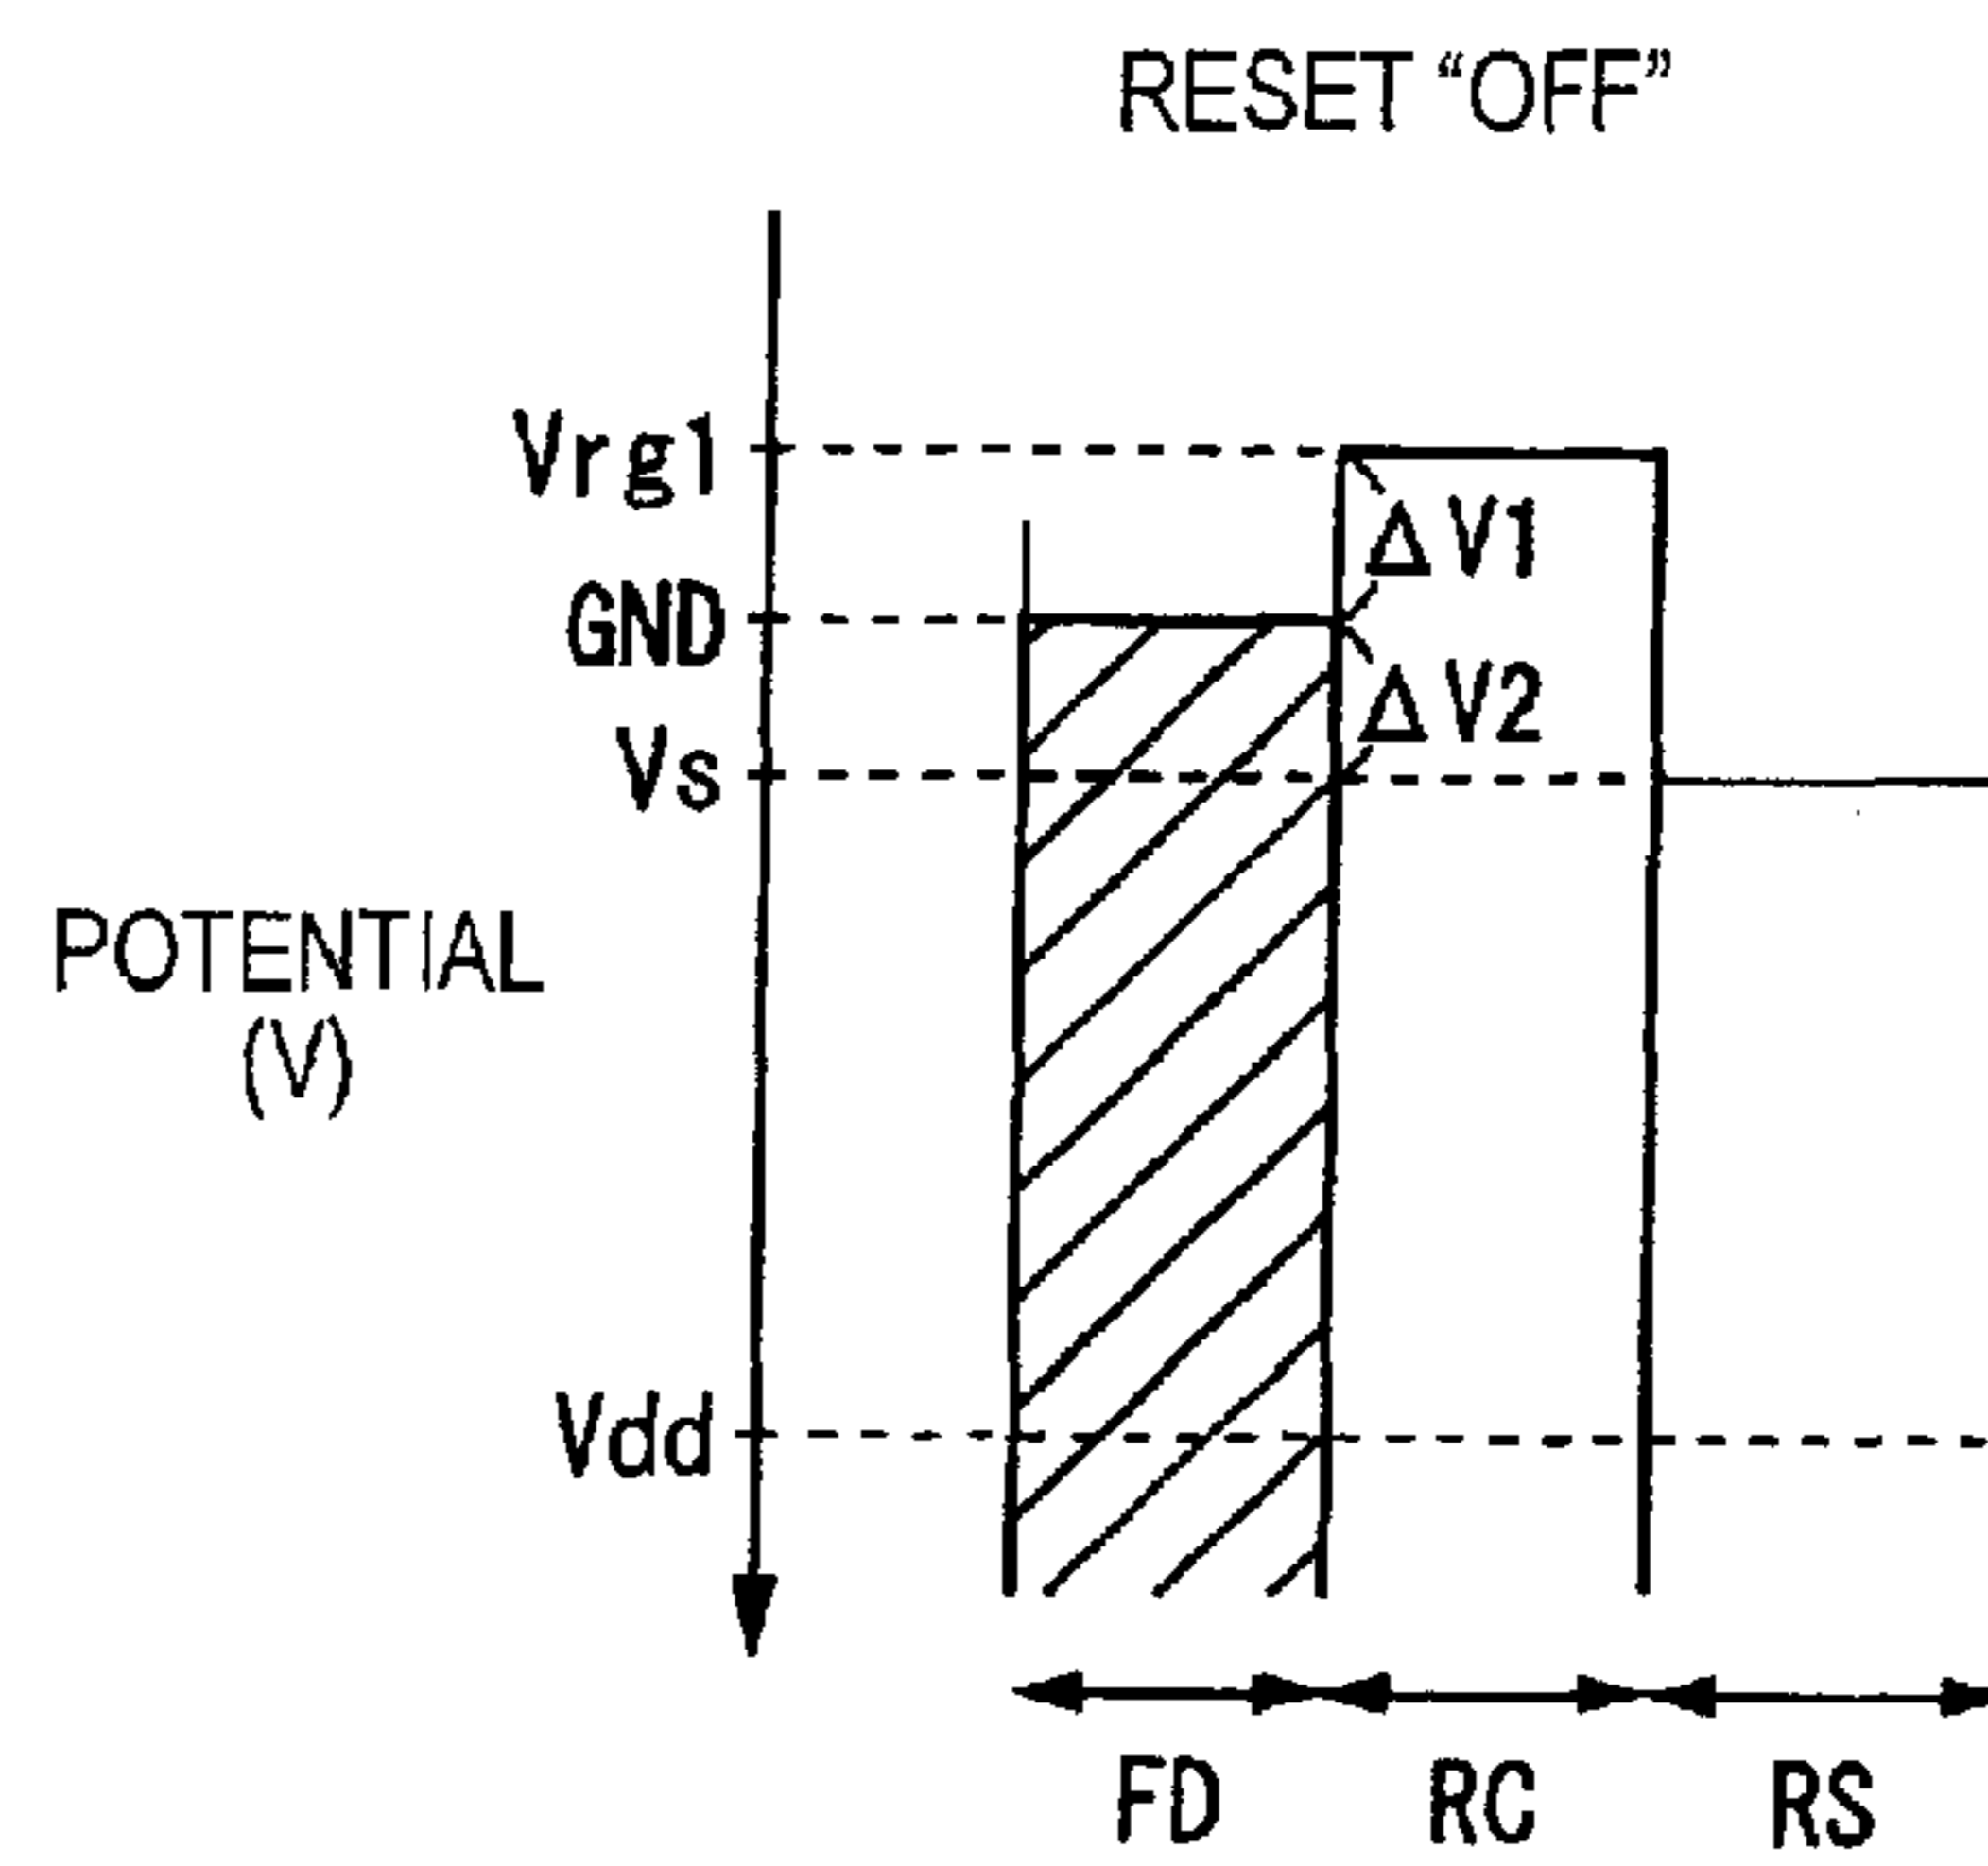 RESET “OFF”
Vrg1
ΔV1
GND
ΔV2
Vs
POTENTIAL
(V)
Vdd
FD RC RS